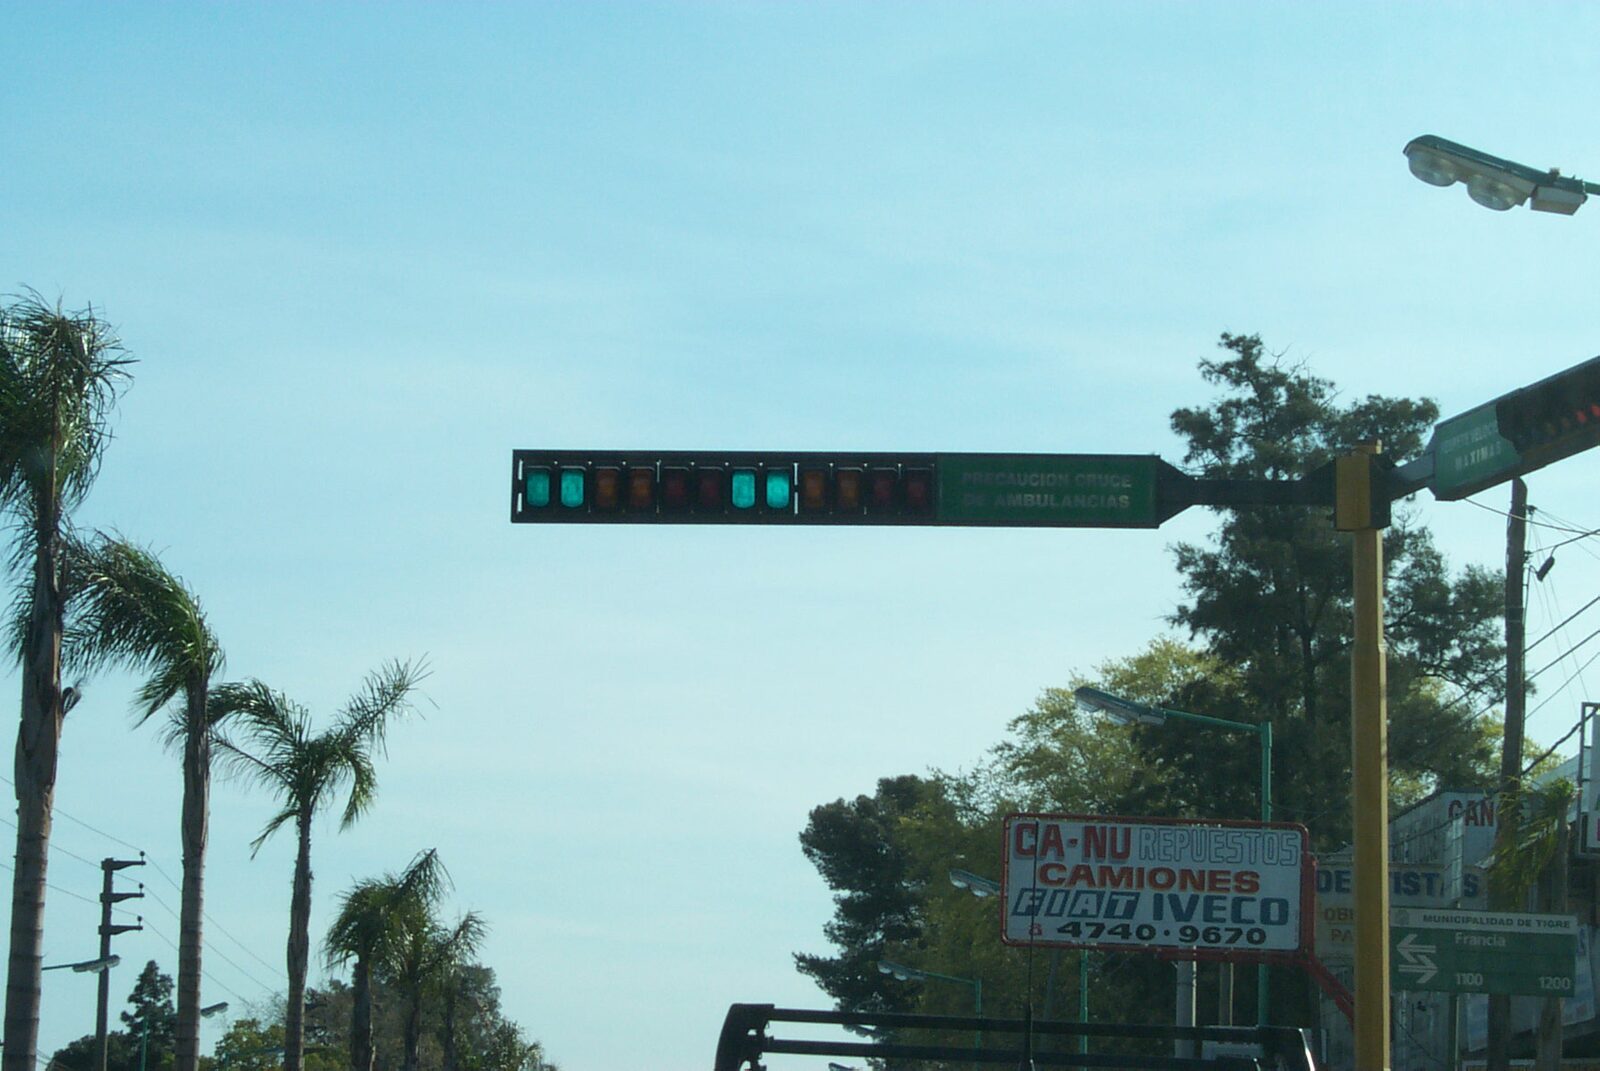 PRECAUCION CRUCE
DE AMBULANCIAS
MAXIMA
CA-NU REPUESTOS
CAMIONES
FIAT IVECO
4740·9670
MUNICIPALIDAD DE TIGRE
Francia
1100 1200